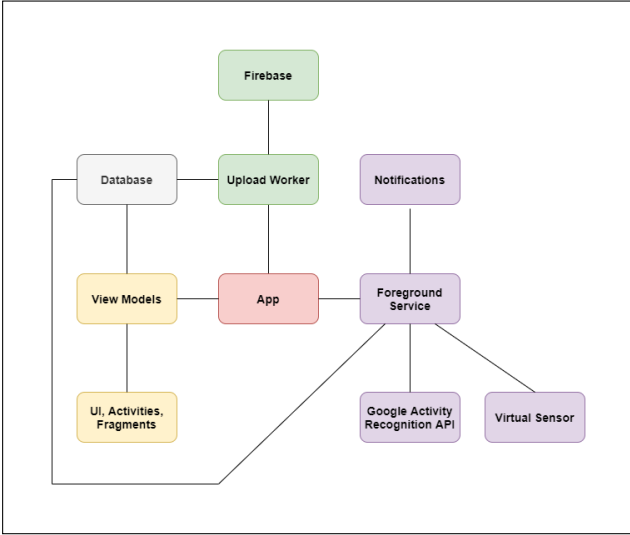 Firebase
Database
Upload Worker
Notifications
View Models
App
Foreground
Service
UI, Activities,
Fragments
Google Activity
Recognition API
Virtual Sensor